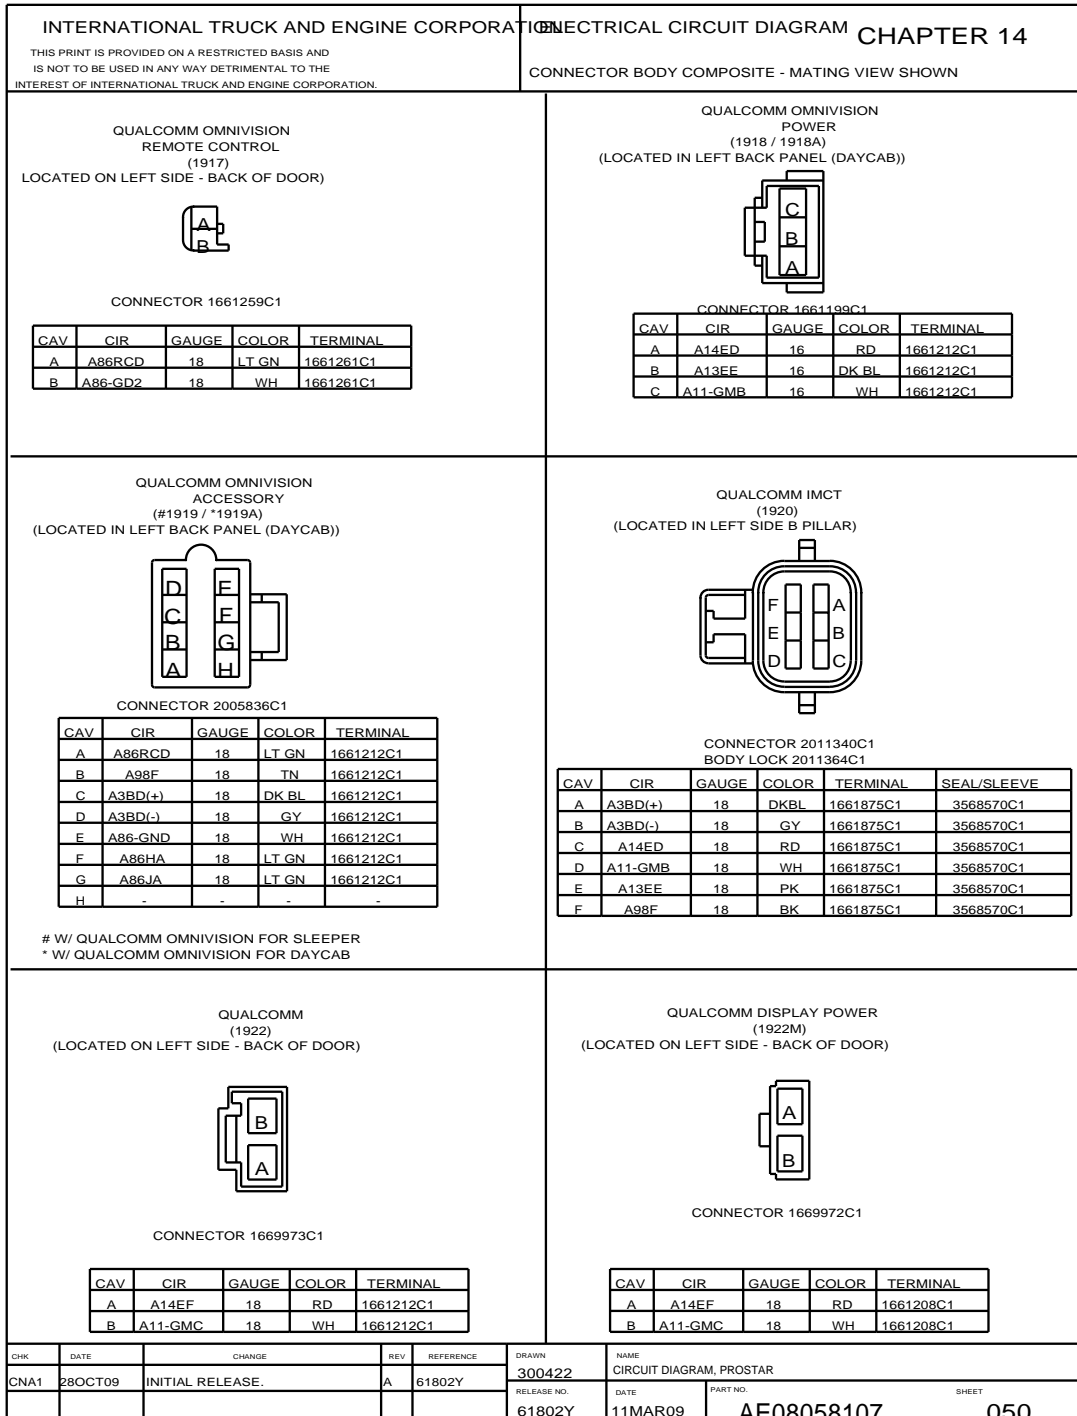 INTERNATIONAL TRUCK AND ENGINE CORPORATION
ELECTRICAL CIRCUIT DIAGRAM
CHAPTER 14
THIS PRINT IS PROVIDED ON A RESTRICTED BASIS AND
IS NOT TO BE USED IN ANY WAY DETRIMENTAL TO THE
INTEREST OF INTERNATIONAL TRUCK AND ENGINE CORPORATION.
CONNECTOR BODY COMPOSITE - MATING VIEW SHOWN
QUALCOMM OMNIVISION
REMOTE CONTROL
(1917)
LOCATED ON LEFT SIDE - BACK OF DOOR)
A
B
CONNECTOR 1661259C1
CAV CIR GAUGE COLOR TERMINAL
A A86RCD 18 LT GN 1661261C1
B A86-GD2 18 WH 1661261C1
QUALCOMM OMNIVISION
POWER
(1918 / 1918A)
(LOCATED IN LEFT BACK PANEL (DAYCAB))
C
B
A
CONNECTOR 1661199C1
CAV CIR GAUGE COLOR TERMINAL
A A14ED 16 RD 1661212C1
B A13EE 16 DK BL 1661212C1
C A11-GMB 16 WH 1661212C1
QUALCOMM OMNIVISION
ACCESSORY
(#1919 / *1919A)
(LOCATED IN LEFT BACK PANEL (DAYCAB))
D E
C F
B G
A H
CONNECTOR 2005836C1
CAV CIR GAUGE COLOR TERMINAL
A A86RCD 18 LT GN 1661212C1
B A98F 18 TN 1661212C1
C A3BD(+) 18 DK BL 1661212C1
D A3BD(-) 18 GY 1661212C1
E A86-GND 18 WH 1661212C1
F A86HA 18 LT GN 1661212C1
G A86JA 18 LT GN 1661212C1
H - - - -
# W/ QUALCOMM OMNIVISION FOR SLEEPER
* W/ QUALCOMM OMNIVISION FOR DAYCAB
QUALCOMM IMCT
(1920)
(LOCATED IN LEFT SIDE B PILLAR)
F A
E B
D C
CONNECTOR 2011340C1
BODY LOCK 2011364C1
CAV CIR GAUGE COLOR TERMINAL SEAL/SLEEVE
A A3BD(+) 18 DKBL 1661875C1 3568570C1
B A3BD(-) 18 GY 1661875C1 3568570C1
C A14ED 18 RD 1661875C1 3568570C1
D A11-GMB 18 WH 1661875C1 3568570C1
E A13EE 18 PK 1661875C1 3568570C1
F A98F 18 BK 1661875C1 3568570C1
QUALCOMM
(1922)
(LOCATED ON LEFT SIDE - BACK OF DOOR)
B
A
CONNECTOR 1669973C1
CAV CIR GAUGE COLOR TERMINAL
A A14EF 18 RD 1661212C1
B A11-GMC 18 WH 1661212C1
QUALCOMM DISPLAY POWER
(1922M)
(LOCATED ON LEFT SIDE - BACK OF DOOR)
A
B
CONNECTOR 1669972C1
CAV CIR GAUGE COLOR TERMINAL
A A14EF 18 RD 1661208C1
B A11-GMC 18 WH 1661208C1
CHK DATE CHANGE REV REFERENCE
CNA1 28OCT09 INITIAL RELEASE. A 61802Y
DRAWN
300422
NAME
CIRCUIT DIAGRAM, PROSTAR
RELEASE NO.
61802Y
DATE
11MAR09
PART NO.
AE08058107
SHEET
050